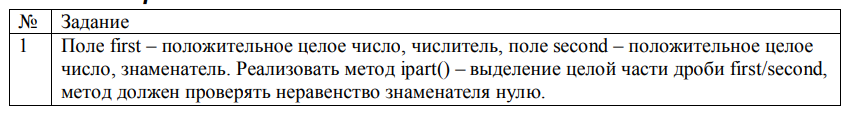 № Задание
1 Поле first – положительное целое число, числитель, поле second – положительное целое
число, знаменатель. Реализовать метод ipart() – выделение целой части дроби first/second,
метод должен проверять неравенство знаменателя нулю.